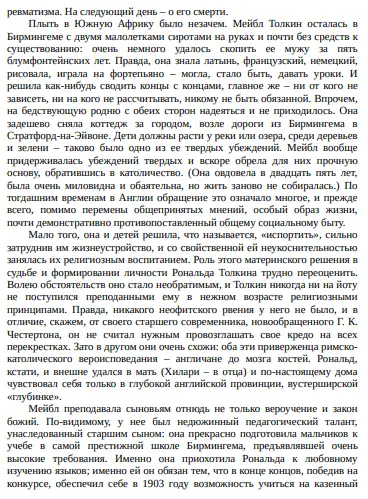 ревматизма. На следующий день – о его смерти.
Плыть в Южную Африку было незачем. Мейбл Толкин осталась в
Бирмингеме с двумя малолетками сиротами на руках и почти без средств к
существованию: очень немного удалось скопить ее мужу за пять
блумфонтейнских лет. Правда, она знала латынь, французский, немецкий,
рисовала, играла на фортепьяно – могла, стало быть, давать уроки. И
решила как-нибудь сводить концы с концами, главное же – ни от кого не
зависеть, ни на кого не рассчитывать, никому не быть обязанной. Впрочем,
на бедствующую родню с обеих сторон надеяться и не приходилось. Она
задешево сняла коттедж за городом, возле дороги из Бирмингема в
Стратфорд-на-Эйвоне. Дети должны расти у реки или озера, среди деревьев
и зелени – таково было одно из ее твердых убеждений. Мейбл вообще
придерживалась убеждений твердых и вскоре обрела для них прочную
основу, обратившись в католичество. (Она овдовела в двадцать пять лет,
была очень миловидна и обаятельна, но жить заново не собиралась.) По
тогдашним временам в Англии обращение это означало многое, и прежде
всего, помимо перемены общепринятых мнений, особый образ жизни,
почти демонстративно противопоставленный общему социальному быту.
Мало того, она и детей решила, что называется, «испортить», сильно
затруднив им жизнеустройство, и со свойственной ей неукоснительностью
занялась их религиозным воспитанием. Роль этого материнского решения в
судьбе и формировании личности Рональда Толкина трудно переоценить.
Волею обстоятельств оно стало необратимым, и Толкин никогда ни на йоту
не поступился преподанными ему в нежном возрасте религиозными
принципами. Правда, никакого неофитского рвения у него не было, и в
отличие, скажем, от своего старшего современника, новообращенного Г. К.
Честертона, он не считал нужным провозглашать свое кредо на всех
перекрестках. Зато в другом они очень схожи: оба эти приверженца римско-
католического вероисповедания – англичане до мозга костей. Рональд,
кстати, и внешне удался в мать (Хилари – в отца) и по-настоящему дома
чувствовал себя только в глубокой английской провинции, вустерширской
«глубинке».
Мейбл преподавала сыновьям отнюдь не только вероучение и закон
божий. По-видимому, у нее был недюжинный педагогический талант,
унаследованный старшим сыном: она прекрасно подготовила мальчиков к
учебе в самой престижной школе Бирмингема, предъявлявшей очень
высокие требования. Именно она приохотила Рональда к любовному
изучению языков; именно ей он обязан тем, что в конце концов, победив на
конкурсе, обеспечил себе в 1903 году возможность учиться на казенный